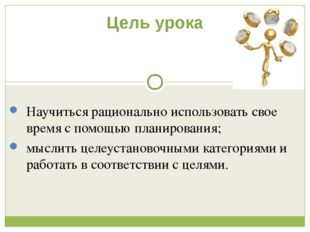 Цель урока
Научиться рационально использовать свое
время с помощью планирования;
мыслить целеустановочными категориями и
работать в соответствии с целями.